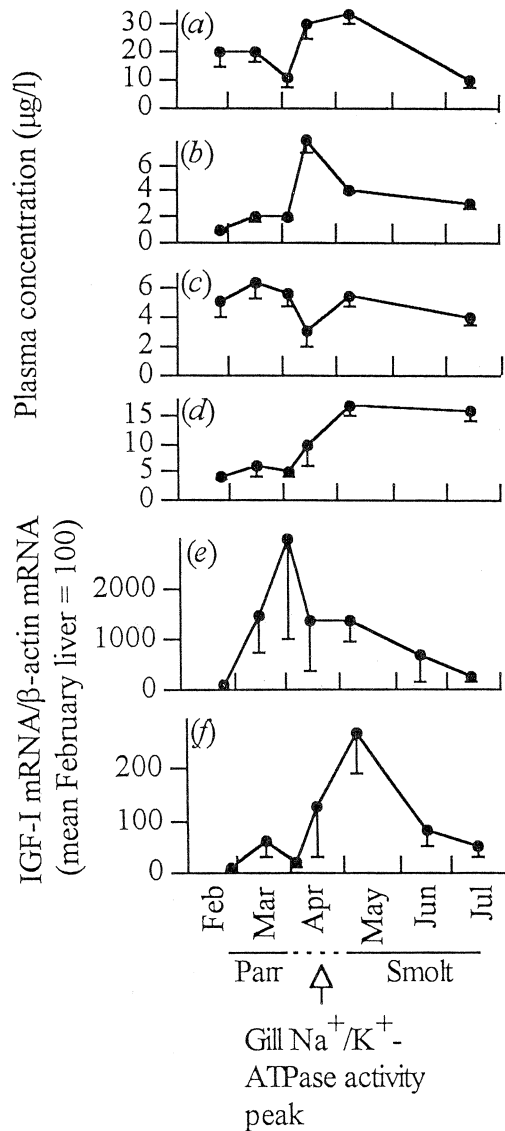 Plasma concentration (µg/l)
(a)
30
20
10
0
(b)
6
4
2
0
(c)
6
4
2
0
(d)
15
10
5
0
IGF-I mRNA/β-actin mRNA
(mean February liver = 100)
(e)
2000
1000
0
(f)
200
100
0
Feb
Mar
Apr
May
Jun
Jul
Parr
Smolt
Gill Na+/K+-
ATPase activity
peak